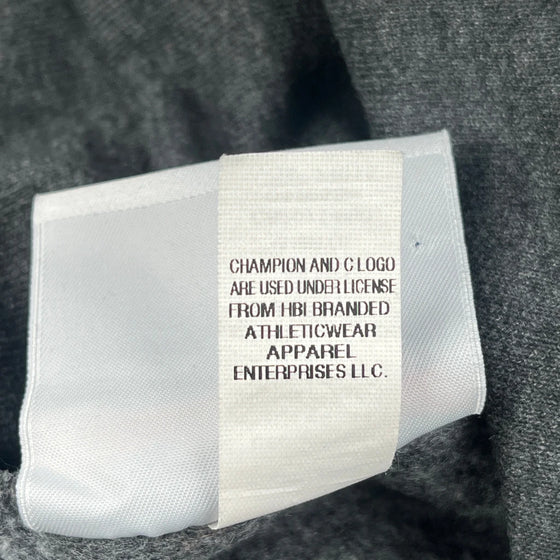 CHAMPION AND C LOGO
ARE USED UNDER LICENSE
FROM HBI BRANDED
ATHLETICWEAR
APPAREL
ENTERPRISES LLC.